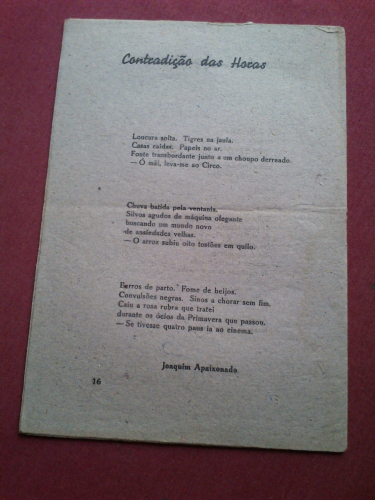 Contradição das Horas
Loucura solta. Tigres na jaula.
Casas caídas. Papeis no ar.
Fonte transbordante junto a um choupo derreado.
— Ó mãi, leva-me ao Circo.
Chuva batida pela ventania.
Silvos agudos de máquina ofegante
buscando um mundo novo
de ansiedades velhas.
— O arroz subiu oito tostões em quilo.
Berros de parto. Fome de beijos.
Convulsões negras. Sinos a chorar sem fim.
Caiu a rosa rubra que tratei
durante os ócios da Primavera que passou.
— Se tivesse quatro paus ia ao cinema.
Joaquim Apaixonado
16